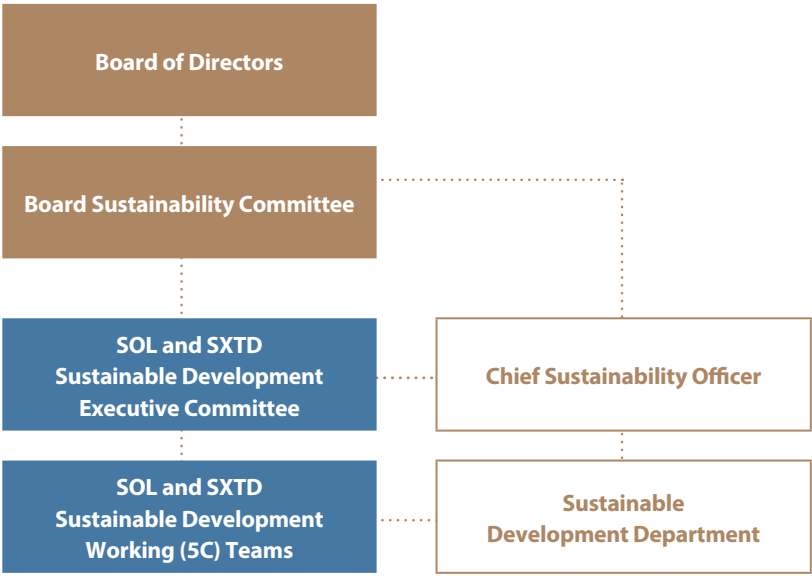 Board of Directors
Board Sustainability Committee
SOL and SXTD
Sustainable Development
Executive Committee
Chief Sustainability Officer
SOL and SXTD
Sustainable Development
Working (5C) Teams
Sustainable
Development Department